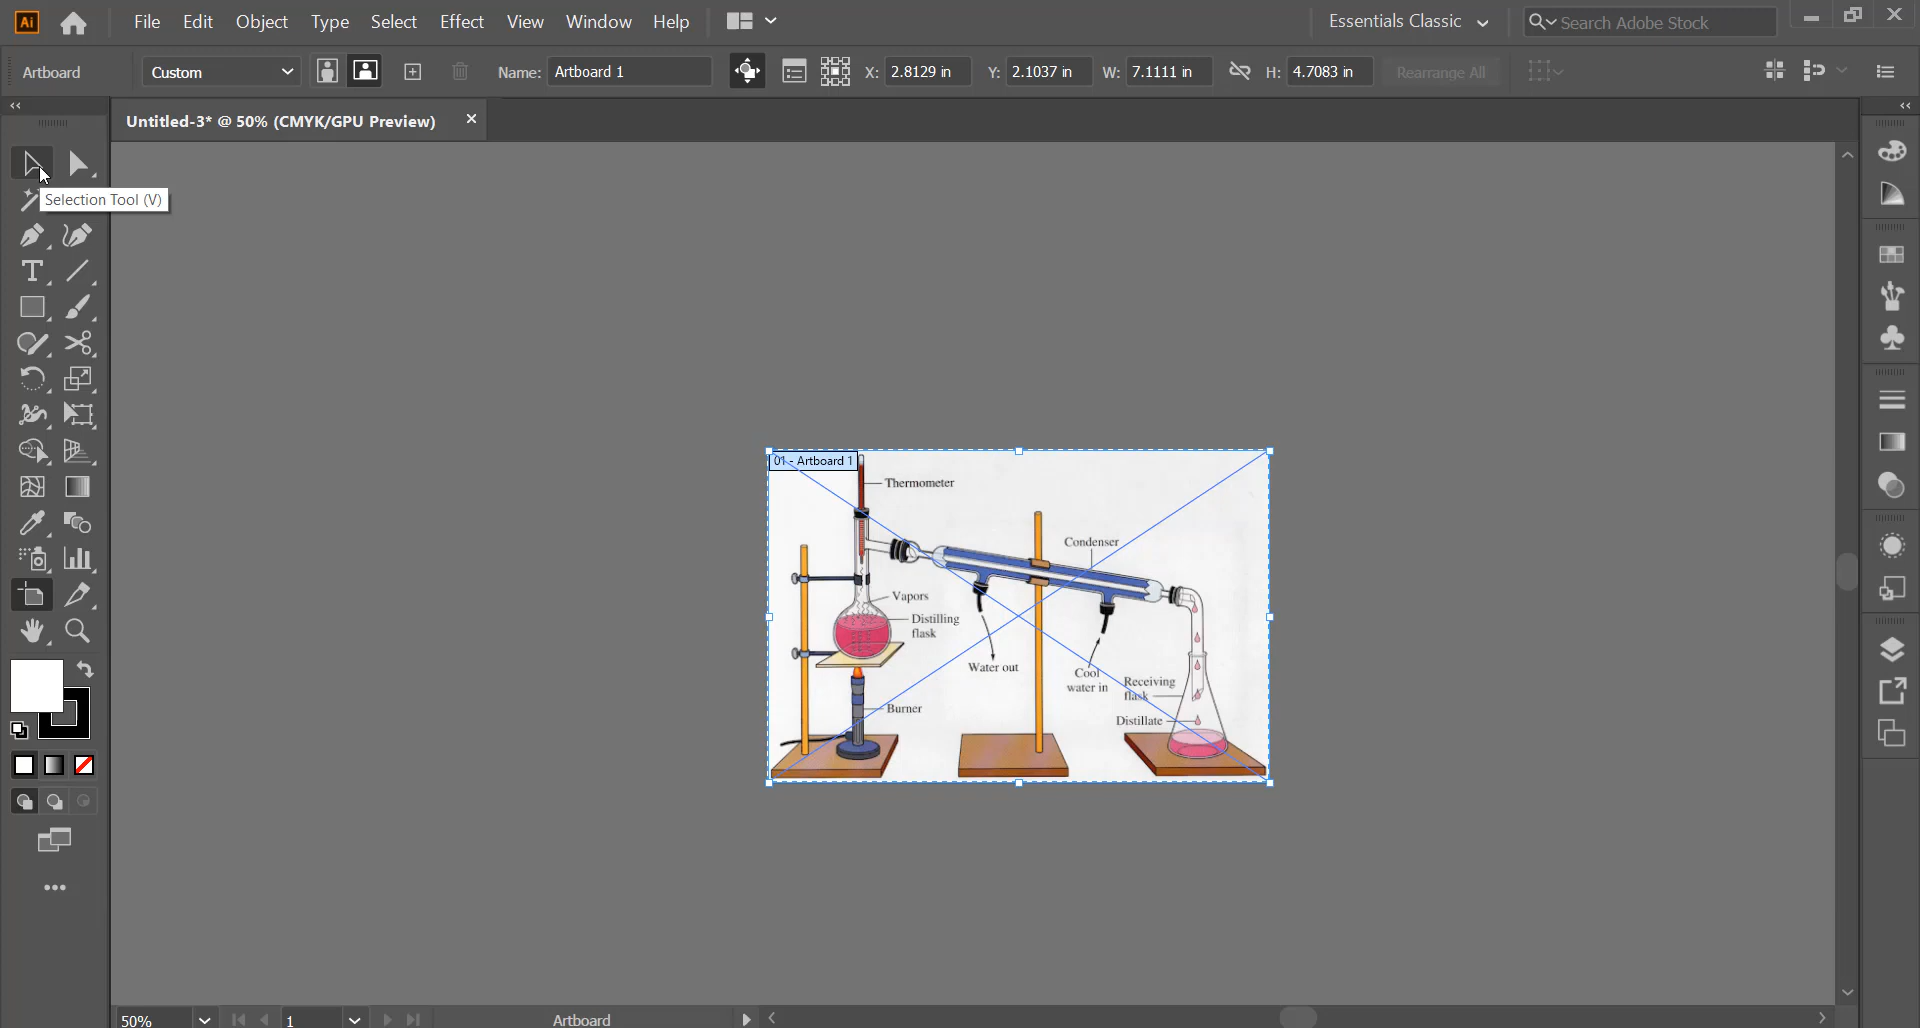 Ai File Edit Object Type Select Effect View Window Help Essentials Classic Search Adobe Stock
Artboard Custom Name: Artboard 1 X: 2.8129 in Y: 2.1037 in W: 7.1111 in H: 4.7083 in Rearrange All
Untitled-3* @ 50% (CMYK/GPU Preview)
Selection Tool (V)
01 - Artboard 1
Thermometer
Condenser
Vapors
Distilling
flask
Water out
Cool
water in
Receiving
flask
Distillate
Burner
50% 1 Artboard